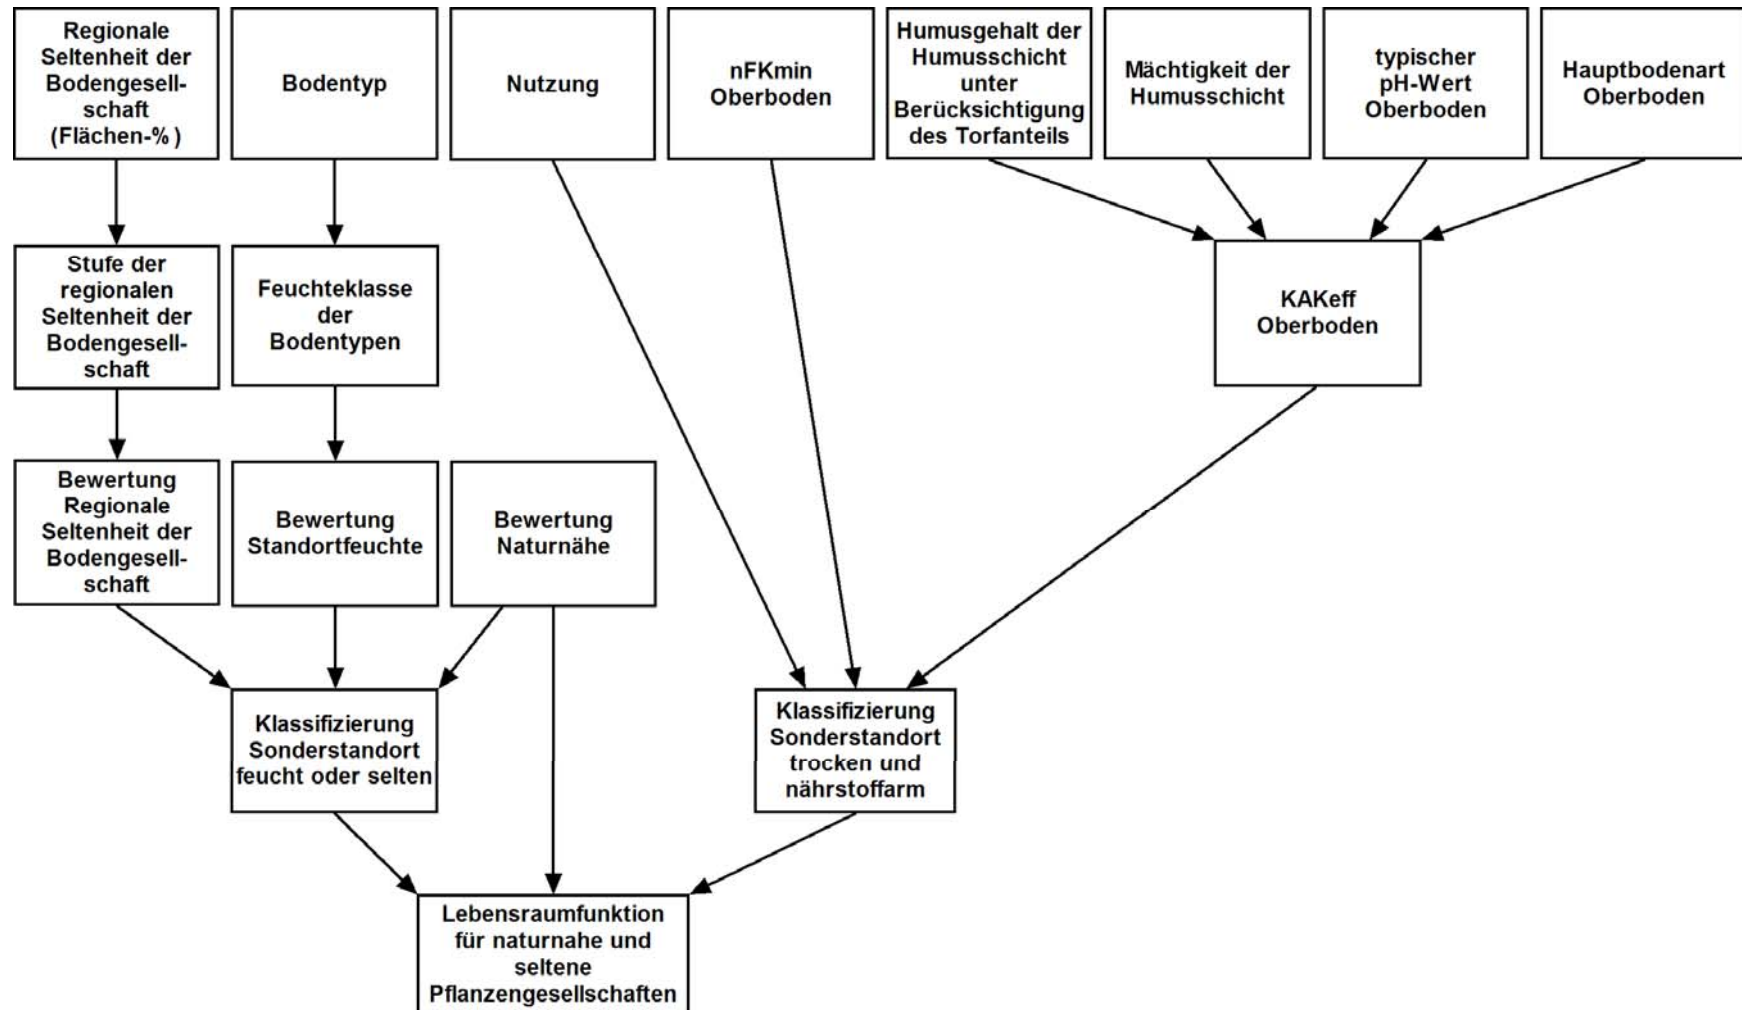 Regionale
Seltenheit der
Bodengesell-
schaft
(Flächen-%)
Bodentyp
Nutzung
nFKmin
Oberboden
Humusgehalt der
Humusschicht
unter
Berücksichtigung
des Torfanteils
Mächtigkeit der
Humusschicht
typischer
pH-Wert
Oberboden
Hauptbodenart
Oberboden
Stufe der
regionalen
Seltenheit der
Bodengesell-
schaft
Feuchteklasse
der
Bodentypen
KAKeff
Oberboden
Bewertung
Regionale
Seltenheit der
Bodengesell-
schaft
Bewertung
Standortfeuchte
Bewertung
Naturnähe
Klassifizierung
Sonderstandort
feucht oder selten
Klassifizierung
Sonderstandort
trocken und
nährstoffarm
Lebensraumfunktion
für naturnahe und
seltene
Pflanzengesellschaften